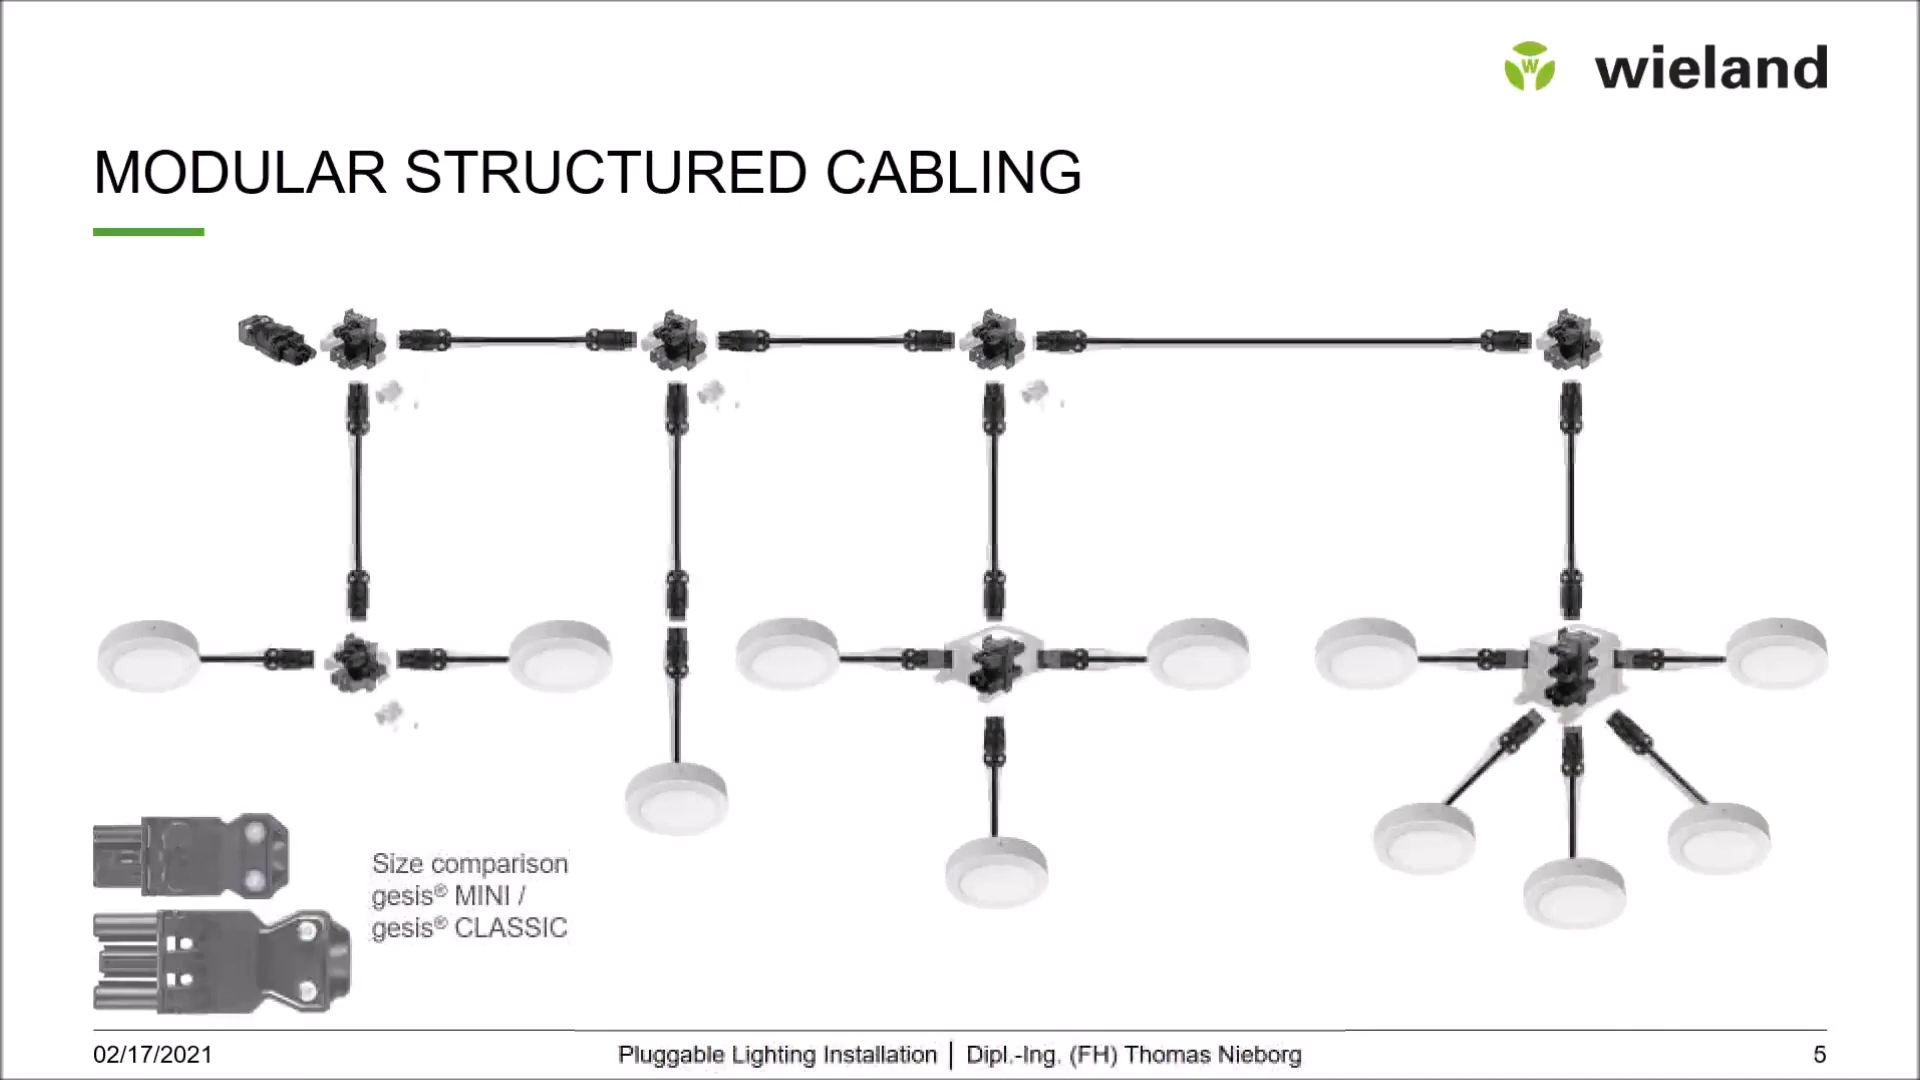 wieland
MODULAR STRUCTURED CABLING
Size comparison
gesis® MINI /
gesis® CLASSIC
02/17/2021
Pluggable Lighting Installation | Dipl.-Ing. (FH) Thomas Nieborg
5